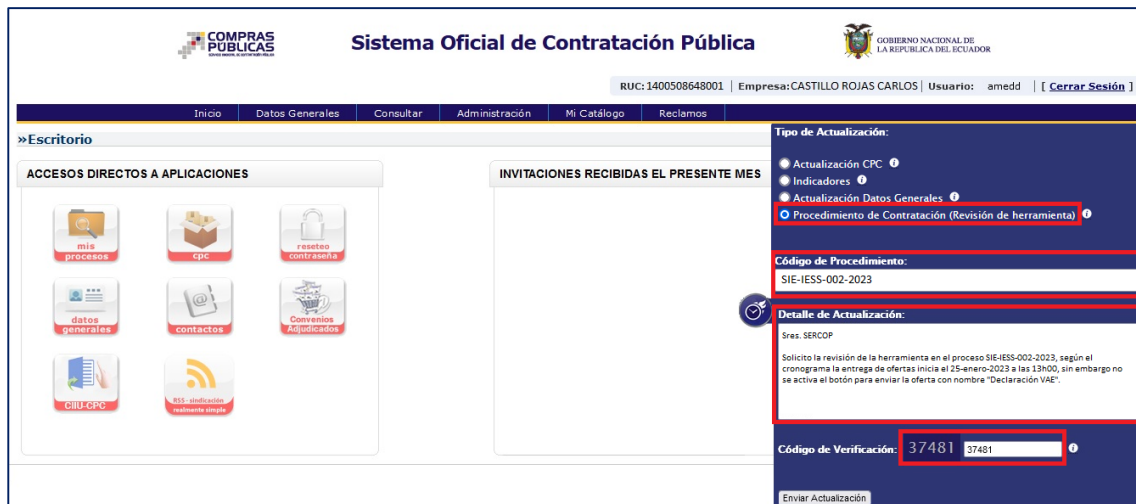 COMPRAS
PÚBLICAS
Sistema Oficial de Contratación Pública
GOBIERNO NACIONAL DE
LA REPUBLICA DEL ECUADOR
RUC: 1400508648001 | Empresa: CASTILLO ROJAS CARLOS | Usuario: amedd | [ Cerrar Sesión ]
Inicio Datos Generales Consultar Administración Mi Catálogo Reclamos
»Escritorio
ACCESOS DIRECTOS A APLICACIONES
mis
procesos
cpc
reseteo
contraseña
datos
generales
contactos
Convenios
Adjudicados
CIIU-CPC
RSS - sindicación
realmente simple
INVITACIONES RECIBIDAS EL PRESENTE MES
Tipo de Actualización:
Actualización CPC
Indicadores
Actualización Datos Generales
Procedimiento de Contratación (Revisión de herramienta)
Código de Procedimiento:
SIE-IESS-002-2023
Detalle de Actualización:
Sres. SERCOP
Solicito la revisión de la herramienta en el proceso SIE-IESS-002-2023, según el
cronograma la entrega de ofertas inicia el 25-enero-2023 a las 13h00, sin embargo no
se activa el botón para enviar la oferta con nombre "Declaración VAE".
Código de Verificación: 37481 37481
Enviar Actualización